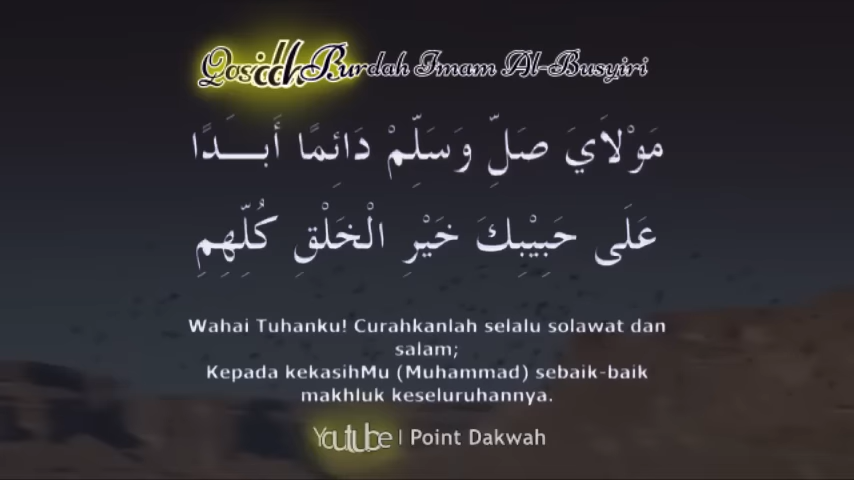 Qosidah Burdah Imam Al-Busyiri
مَوْلَايَ صَلِّ وَسَلِّمْ دَائِمًا أَبَـــدًا
عَلَى حَبِيْبِكَ خَيْرِ الْخَلْقِ كُلِّهِمِ
Wahai Tuhanku! Curahkanlah selalu solawat dan
salam;
Kepada kekasihMu (Muhammad) sebaik-baik
makhluk keseluruhannya.
Youtube | Point Dakwah